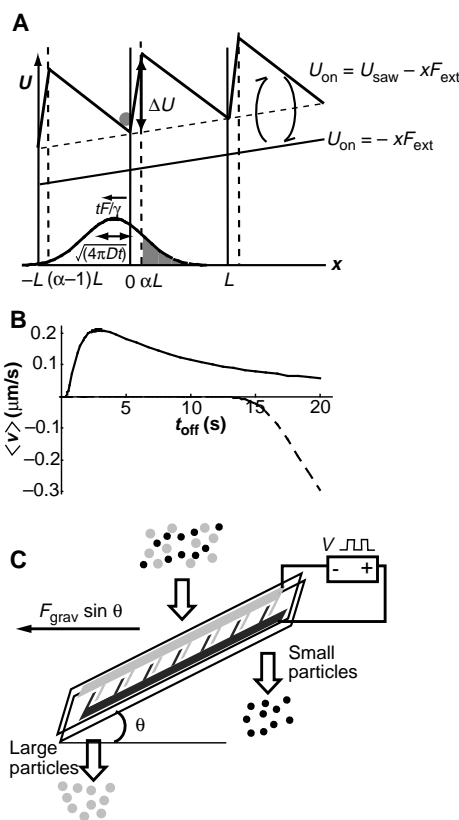 A
U
ΔU
U_on = U_saw – xF_ext
U_on = – xF_ext
tF/γ
√(4πDt)
x
–L (α–1)L 0 αL L
B
0.2
0.1
–0.1
–0.2
–0.3
5 10 15 20
t_off (s)
⟨v⟩ (μm/s)
C
V
- +
F_grav sin θ
Small
particles
θ
Large
particles